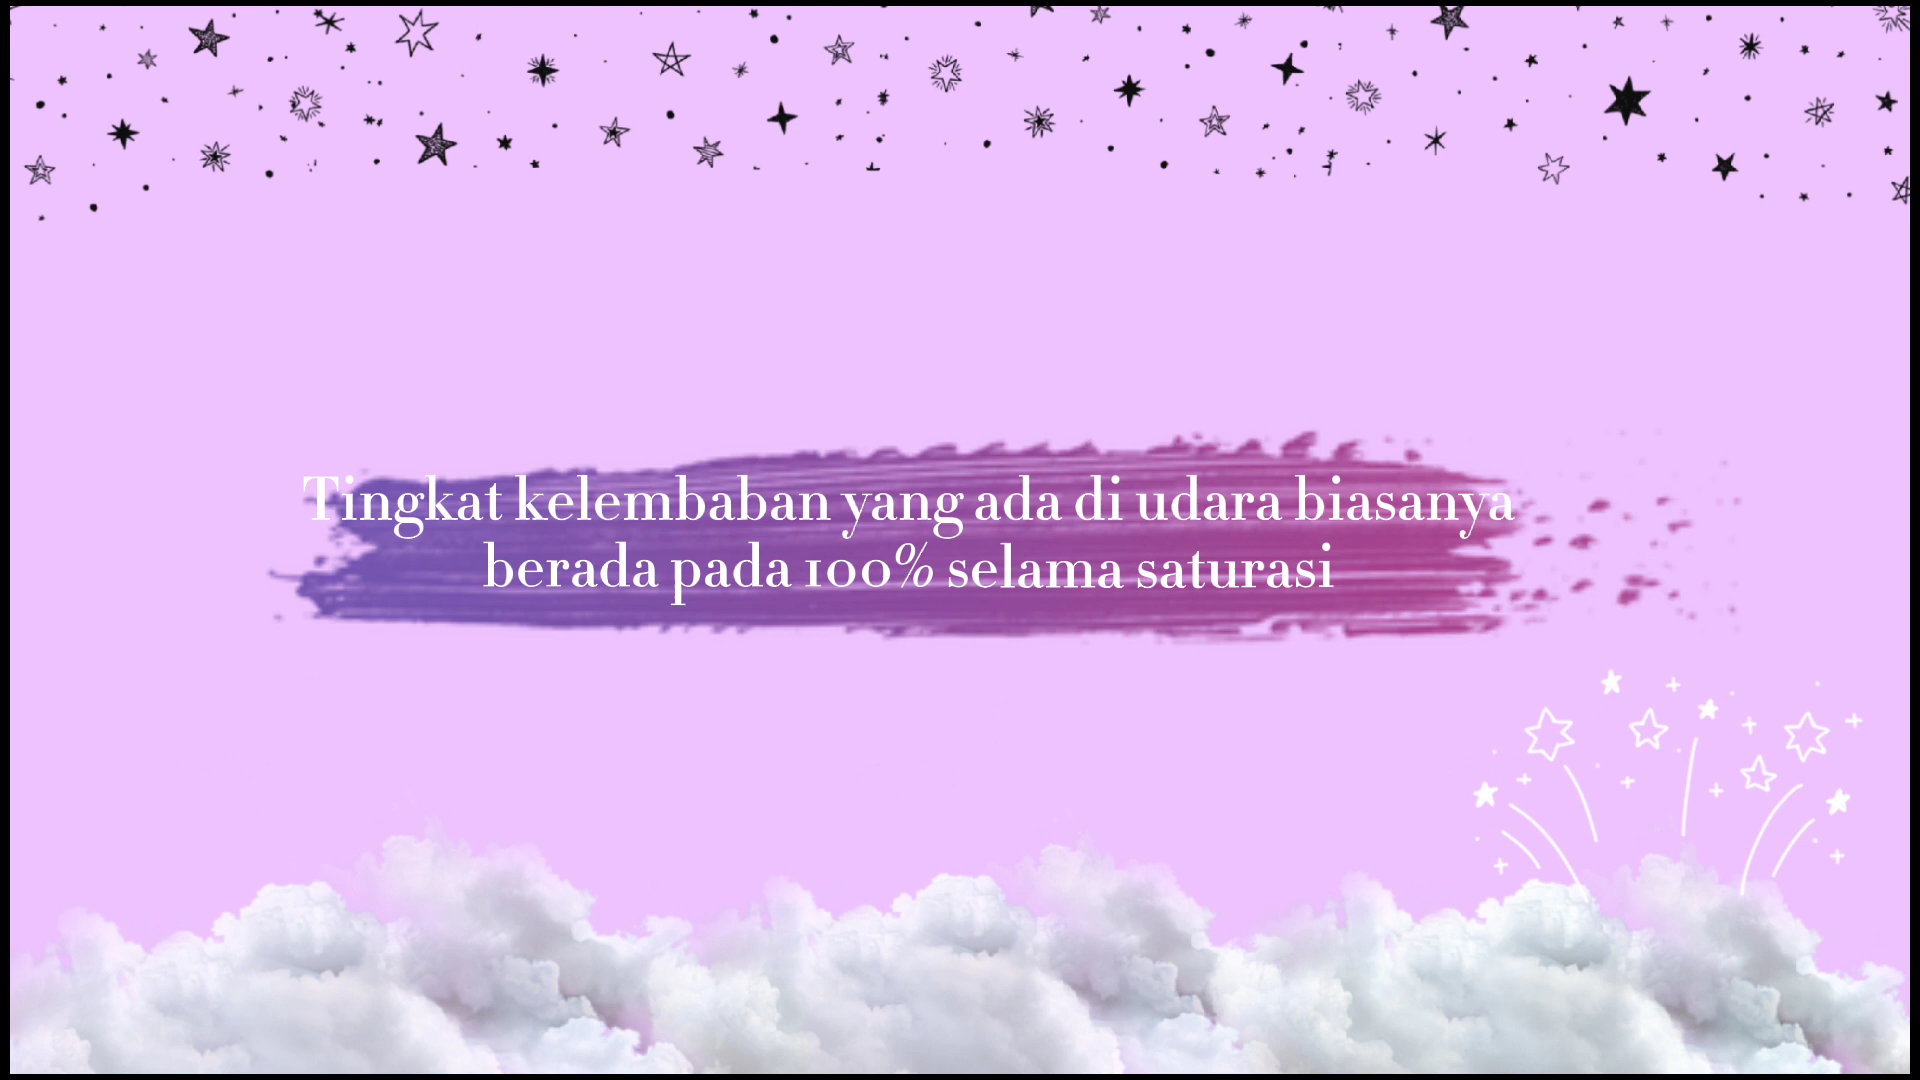 Tingkat kelembaban yang ada di udara biasanya
berada pada 100% selama saturasi